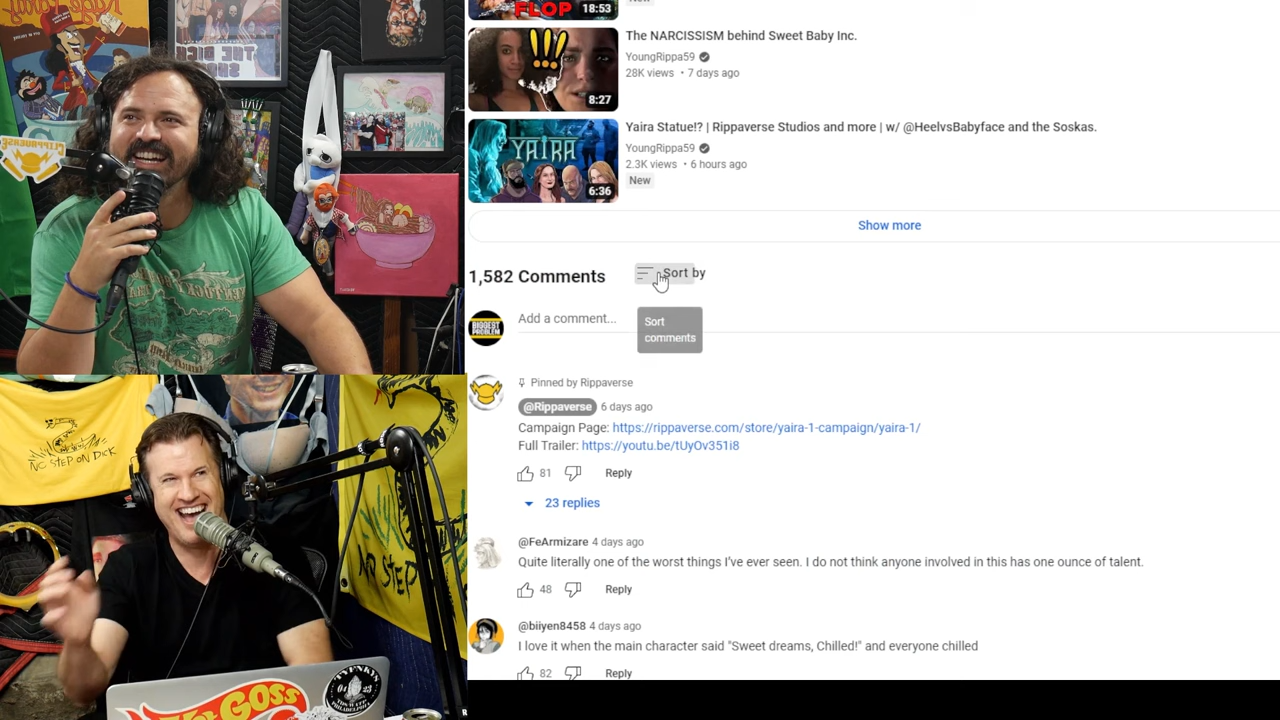 FLOP
18:53
New
The NARCISSISM behind Sweet Baby Inc.
YoungRippa59
28K views • 7 days ago
!!!
8:27
Yaira Statue!? | Rippaverse Studios and more | w/ @HeelvsBabyface and the Soskas.
YoungRippa59
2.3K views • 6 hours ago
New
YAIRA
6:36
Show more
1,582 Comments
Sort by
Sort
comments
BIGGEST
PROBLEM
Add a comment...
Pinned by Rippaverse
@Rippaverse 6 days ago
Campaign Page: https://rippaverse.com/store/yaira-1-campaign/yaira-1/
Full Trailer: https://youtu.be/tUyOv351i8
81 Reply
23 replies
@FeArmizare 4 days ago
Quite literally one of the worst things I've ever seen. I do not think anyone involved in this has one ounce of talent.
48 Reply
@biiyen8458 4 days ago
I love it when the main character said "Sweet dreams, Chilled!" and everyone chilled
82 Reply
NO STEP ON DICK
NO STEP